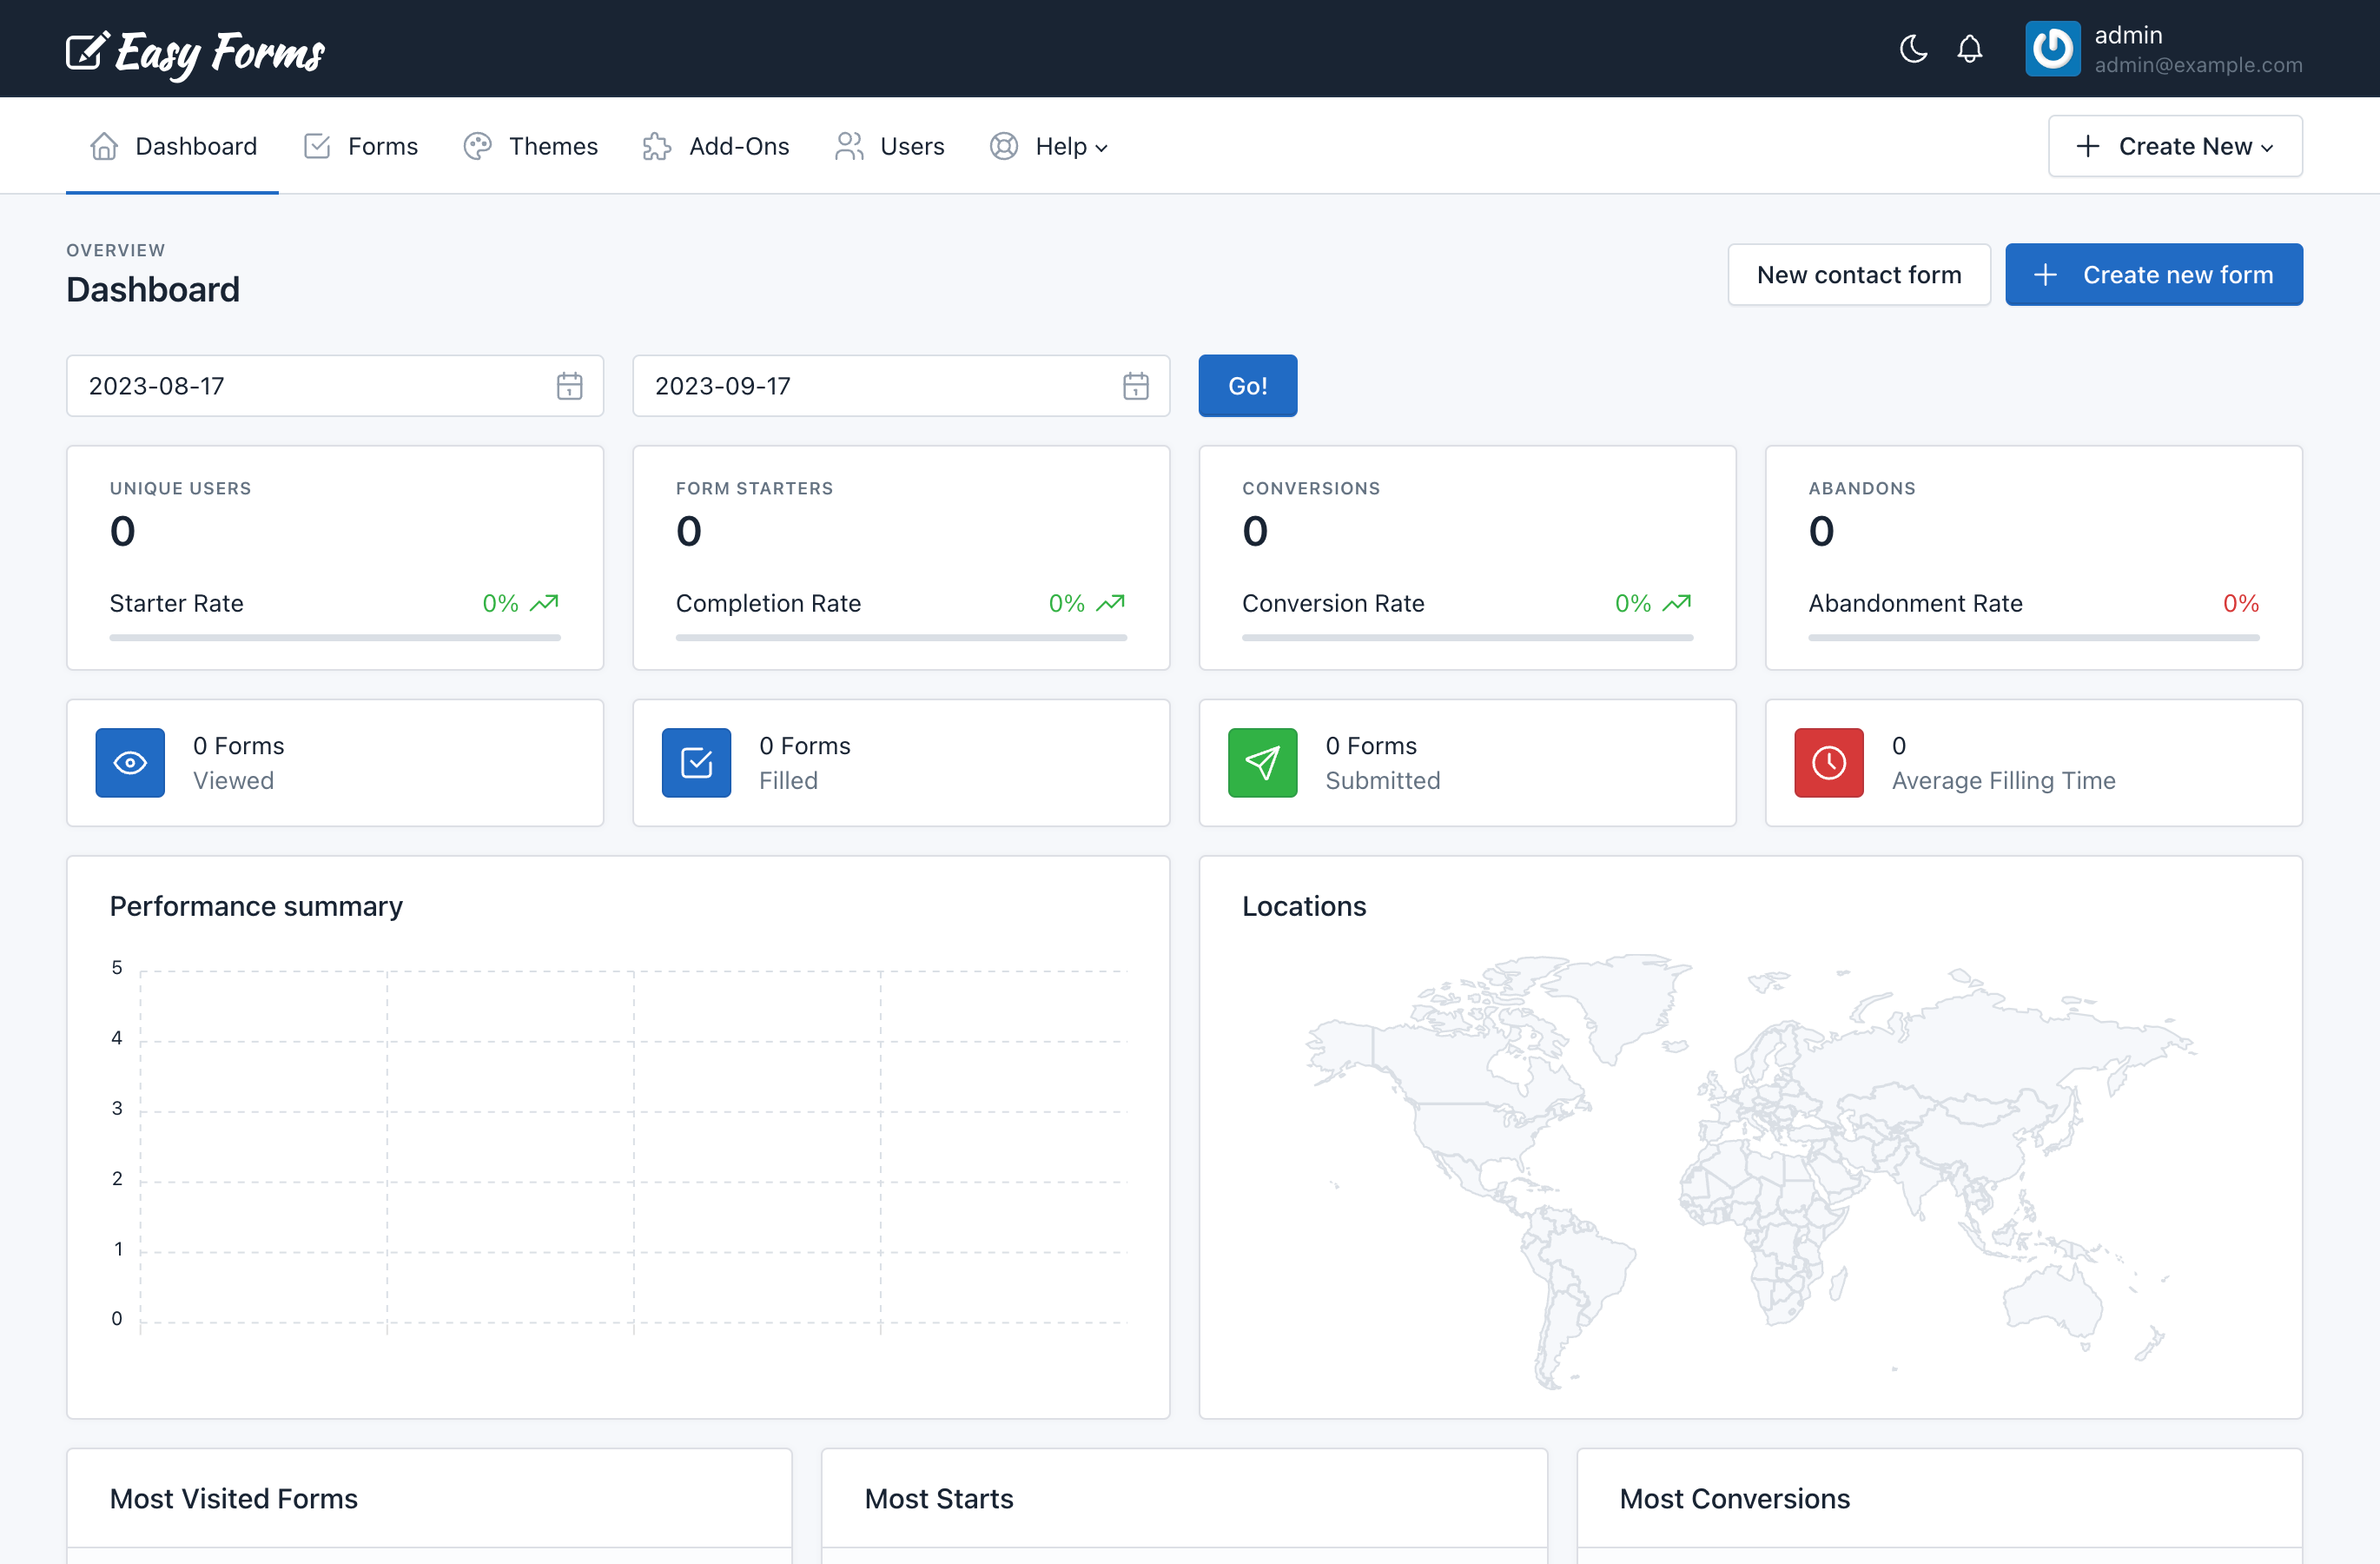 Easy Forms
admin
admin@example.com
Dashboard
Forms
Themes
Add-Ons
Users
Help
Create New
OVERVIEW
Dashboard
New contact form
Create new form
2023-08-17
1
2023-09-17
1
Go!
UNIQUE USERS
0
Starter Rate
0%
FORM STARTERS
0
Completion Rate
0%
CONVERSIONS
0
Conversion Rate
0%
ABANDONS
0
Abandonment Rate
0%
0 Forms
Viewed
0 Forms
Filled
0 Forms
Submitted
0
Average Filling Time
Performance summary
5
4
3
2
1
0
Locations
Most Visited Forms
Most Starts
Most Conversions